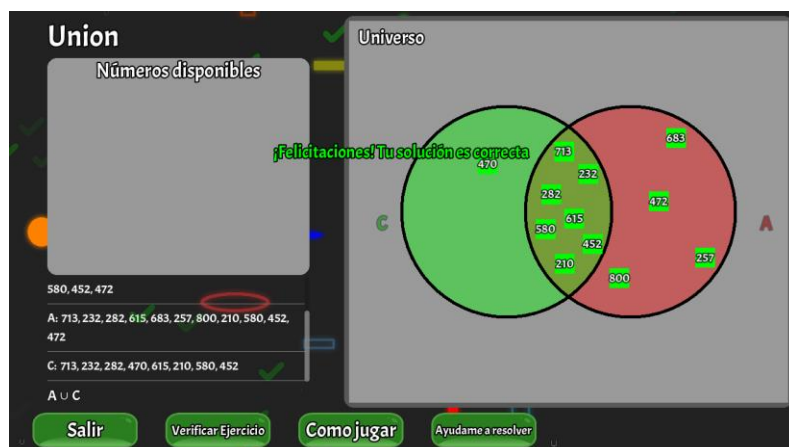 Union
Números disponibles
580, 452, 472
A: 713, 232, 282, 615, 683, 257, 800, 210, 580, 452,
472
C: 713, 232, 282, 470, 615, 210, 580, 452
A ∪ C
Universo
¡Felicitaciones! Tu solución es correcta
683
713
470
232
282
472
615
580
452
C
A
257
210
800
Salir
Verificar Ejercicio
Como jugar
Ayudame a resolver